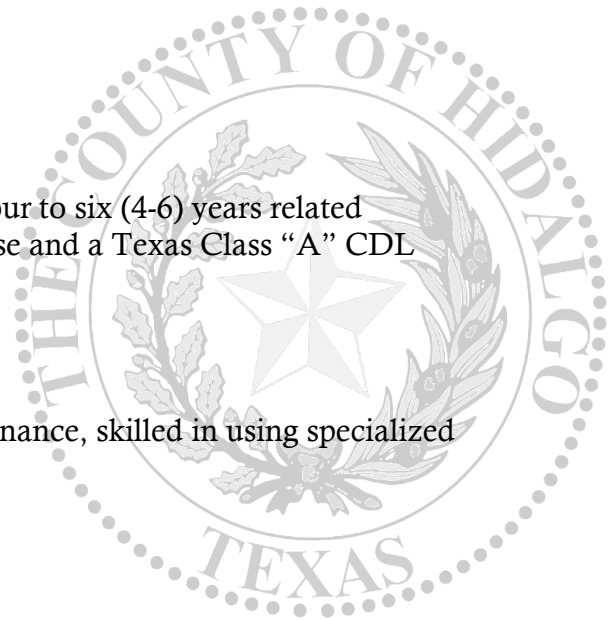 THE COUNTY OF HIDALGO
our to six (4-6) years related
se and a Texas Class “A” CDL
nance, skilled in using specialized
TEXAS